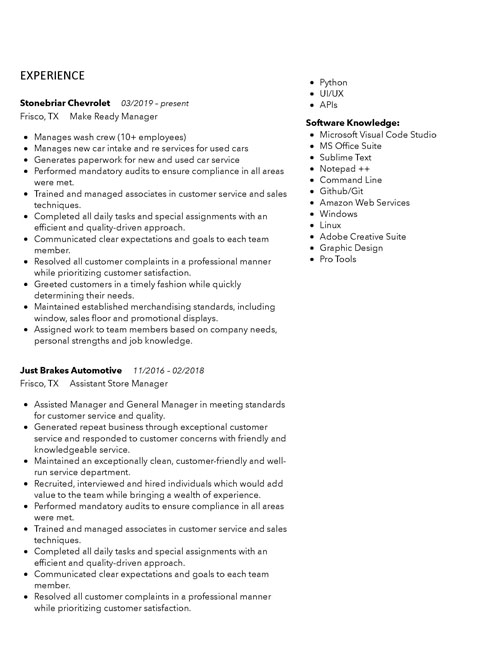 EXPERIENCE
Stonebriar Chevrolet 03/2019 – present
Frisco, TX Make Ready Manager
• Manages wash crew (10+ employees)
• Manages new car intake and re services for used cars
• Generates paperwork for new and used car service
• Performed mandatory audits to ensure compliance in all areas
were met.
• Trained and managed associates in customer service and sales
techniques.
• Completed all daily tasks and special assignments with an
efficient and quality-driven approach.
• Communicated clear expectations and goals to each team
member.
• Resolved all customer complaints in a professional manner
while prioritizing customer satisfaction.
• Greeted customers in a timely fashion while quickly
determining their needs.
• Maintained established merchandising standards, including
window, sales floor and promotional displays.
• Assigned work to team members based on company needs,
personal strengths and job knowledge.
Just Brakes Automotive 11/2016 – 02/2018
Frisco, TX Assistant Store Manager
• Assisted Manager and General Manager in meeting standards
for customer service and quality.
• Generated repeat business through exceptional customer
service and responded to customer concerns with friendly and
knowledgeable service.
• Maintained an exceptionally clean, customer-friendly and well-
run service department.
• Recruited, interviewed and hired individuals which would add
value to the team while bringing a wealth of experience.
• Performed mandatory audits to ensure compliance in all areas
were met.
• Trained and managed associates in customer service and sales
techniques.
• Completed all daily tasks and special assignments with an
efficient and quality-driven approach.
• Communicated clear expectations and goals to each team
member.
• Resolved all customer complaints in a professional manner
while prioritizing customer satisfaction.
• Python
• UI/UX
• APIs
Software Knowledge:
• Microsoft Visual Code Studio
• MS Office Suite
• Sublime Text
• Notepad ++
• Command Line
• Github/Git
• Amazon Web Services
• Windows
• Linux
• Adobe Creative Suite
• Graphic Design
• Pro Tools